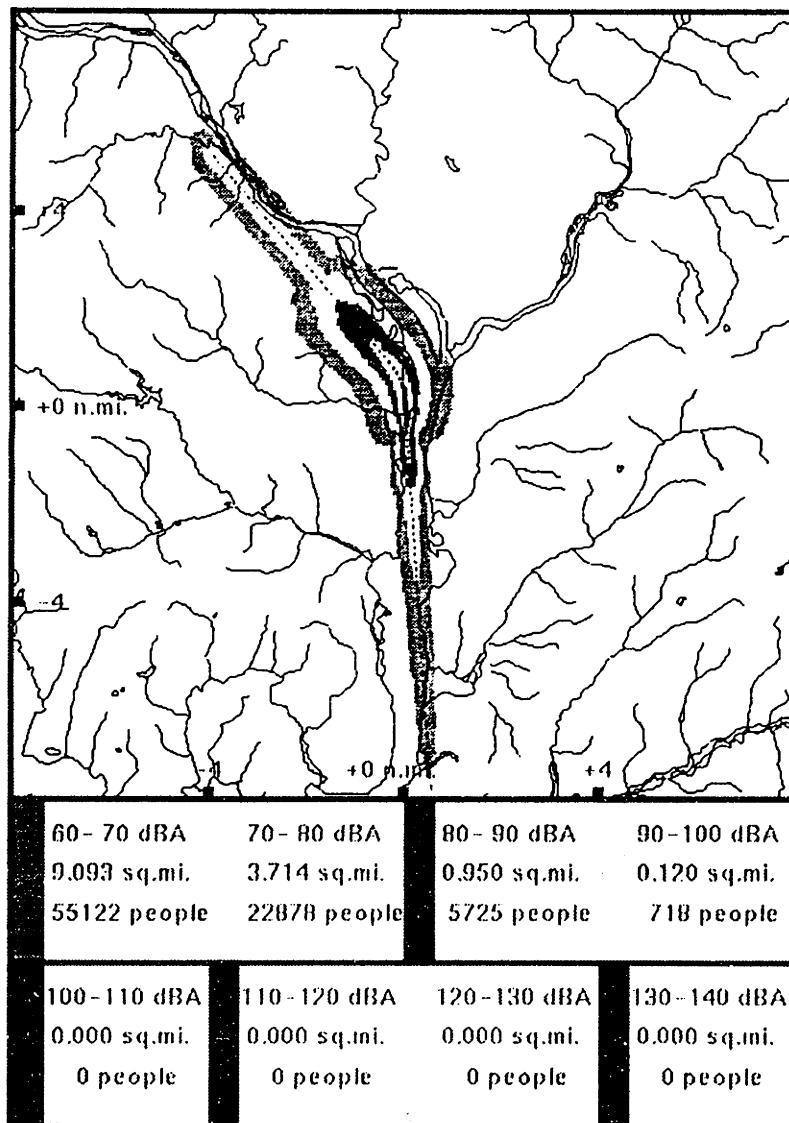 +4
+0 n.mi.
-4
-4 +0 n.mi. +4
60-70 dBA 70-80 dBA 80-90 dBA 90-100 dBA
9.093 sq.mi. 3.714 sq.mi. 0.950 sq.mi. 0.120 sq.mi.
55122 people 22878 people 5725 people 718 people
100-110 dBA 110-120 dBA 120-130 dBA 130-140 dBA
0.000 sq.mi. 0.000 sq.mi. 0.000 sq.mi. 0.000 sq.mi.
0 people 0 people 0 people 0 people